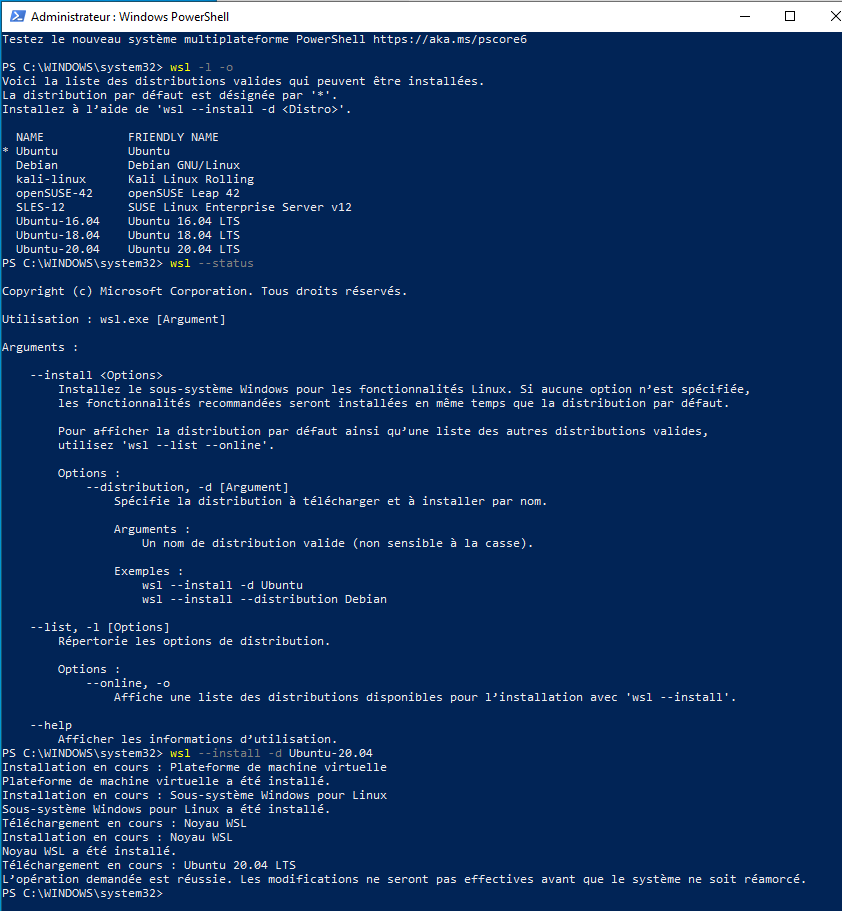 Administrateur : Windows PowerShell
Testez le nouveau système multiplateforme PowerShell https://aka.ms/pscore6
PS C:\WINDOWS\system32> wsl -l -o
Voici la liste des distributions valides qui peuvent être installées.
La distribution par défaut est désignée par '*'.
Installez à l’aide de 'wsl --install -d <Distro>'.
NAME FRIENDLY NAME
* Ubuntu Ubuntu
Debian Debian GNU/Linux
kali-linux Kali Linux Rolling
openSUSE-42 openSUSE Leap 42
SLES-12 SUSE Linux Enterprise Server v12
Ubuntu-16.04 Ubuntu 16.04 LTS
Ubuntu-18.04 Ubuntu 18.04 LTS
Ubuntu-20.04 Ubuntu 20.04 LTS
PS C:\WINDOWS\system32> wsl --status
Copyright (c) Microsoft Corporation. Tous droits réservés.
Utilisation : wsl.exe [Argument]
Arguments :
--install <Options>
Installez le sous-système Windows pour les fonctionnalités Linux. Si aucune option n’est spécifiée,
les fonctionnalités recommandées seront installées en même temps que la distribution par défaut.
Pour afficher la distribution par défaut ainsi qu’une liste des autres distributions valides,
utilisez 'wsl --list --online'.
Options :
--distribution, -d [Argument]
Spécifie la distribution à télécharger et à installer par nom.
Arguments :
Un nom de distribution valide (non sensible à la casse).
Exemples :
wsl --install -d Ubuntu
wsl --install --distribution Debian
--list, -l [Options]
Répertorie les options de distribution.
Options :
--online, -o
Affiche une liste des distributions disponibles pour l’installation avec 'wsl --install'.
--help
Afficher les informations d’utilisation.
PS C:\WINDOWS\system32> wsl --install -d Ubuntu-20.04
Installation en cours : Plateforme de machine virtuelle
Plateforme de machine virtuelle a été installé.
Installation en cours : Sous-système Windows pour Linux
Sous-système Windows pour Linux a été installé.
Téléchargement en cours : Noyau WSL
Installation en cours : Noyau WSL
Noyau WSL a été installé.
Téléchargement en cours : Ubuntu 20.04 LTS
L’opération demandée est réussie. Les modifications ne seront pas effectives avant que le système ne soit réamorcé.
PS C:\WINDOWS\system32>